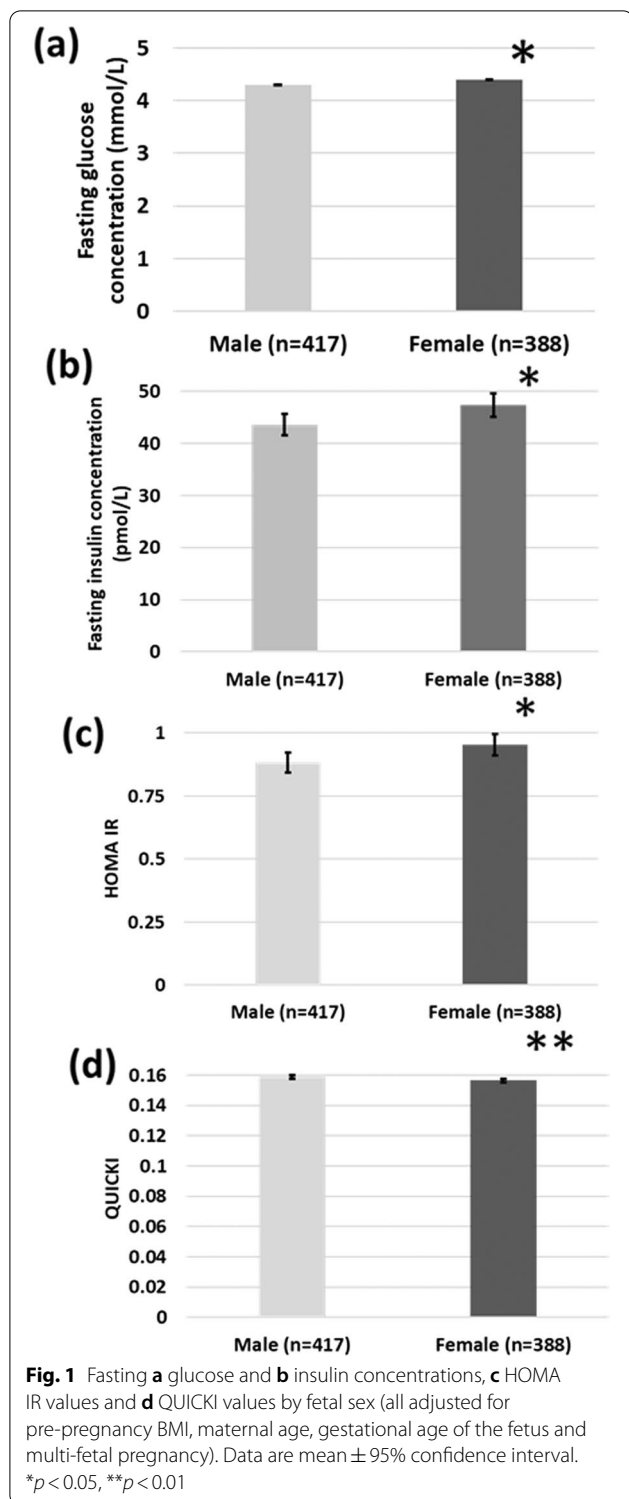 (a)
*
Fasting glucose
concentration (mmol/L)
5
4
3
2
1
0
Male (n=417) Female (n=388)
(b)
*
Fasting insulin concentration
(pmol/L)
50
40
30
20
10
0
Male (n=417) Female (n=388)
(c)
*
HOMA IR
1
0.75
0.5
0.25
0
Male (n=417) Female (n=388)
(d)
**
QUICKI
0.16
0.14
0.12
0.1
0.08
0.06
0.04
0.02
0
Male (n=417) Female (n=388)
Fig. 1 Fasting a glucose and b insulin concentrations, c HOMA
IR values and d QUICKI values by fetal sex (all adjusted for
pre-pregnancy BMI, maternal age, gestational age of the fetus and
multi-fetal pregnancy). Data are mean ± 95% confidence interval.
*p < 0.05, **p < 0.01